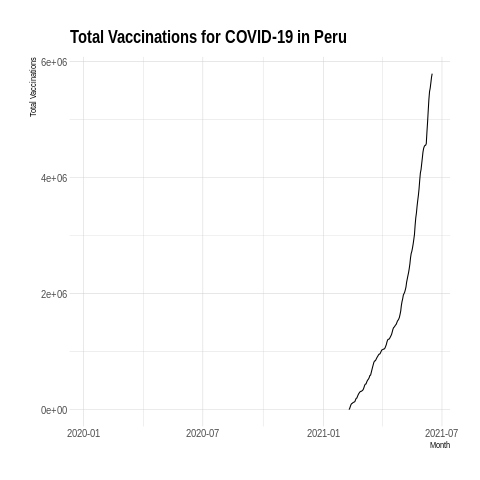 Total Vaccinations for COVID-19 in Peru
Total Vaccinations
6e+06
4e+06
2e+06
0e+00
2020-01
2020-07
2021-01
2021-07
Month